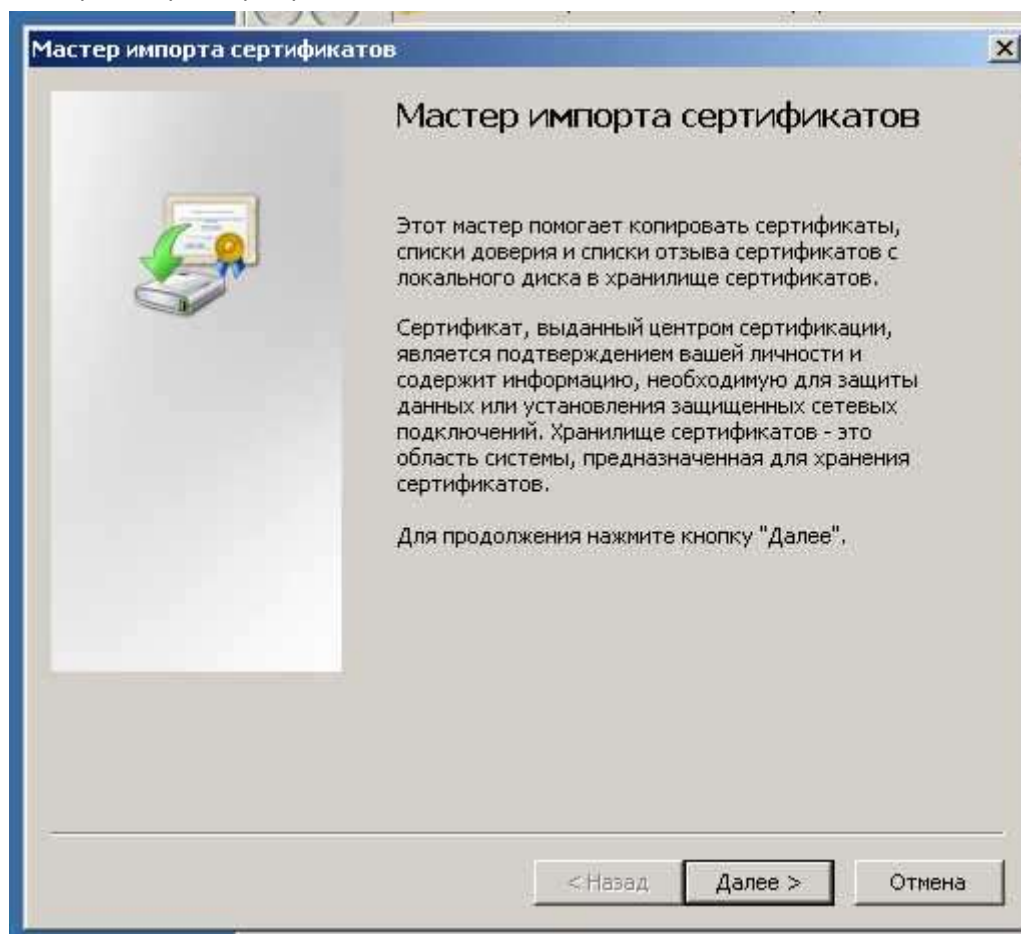 Мастер импорта сертификатов
Мастер импорта сертификатов
Этот мастер помогает копировать сертификаты,
списки доверия и списки отзыва сертификатов с
локального диска в хранилище сертификатов.
Сертификат, выданный центром сертификации,
является подтверждением вашей личности и
содержит информацию, необходимую для защиты
данных или установления защищенных сетевых
подключений. Хранилище сертификатов - это
область системы, предназначенная для хранения
сертификатов.
Для продолжения нажмите кнопку "Далее".
< Назад
Далее >
Отмена